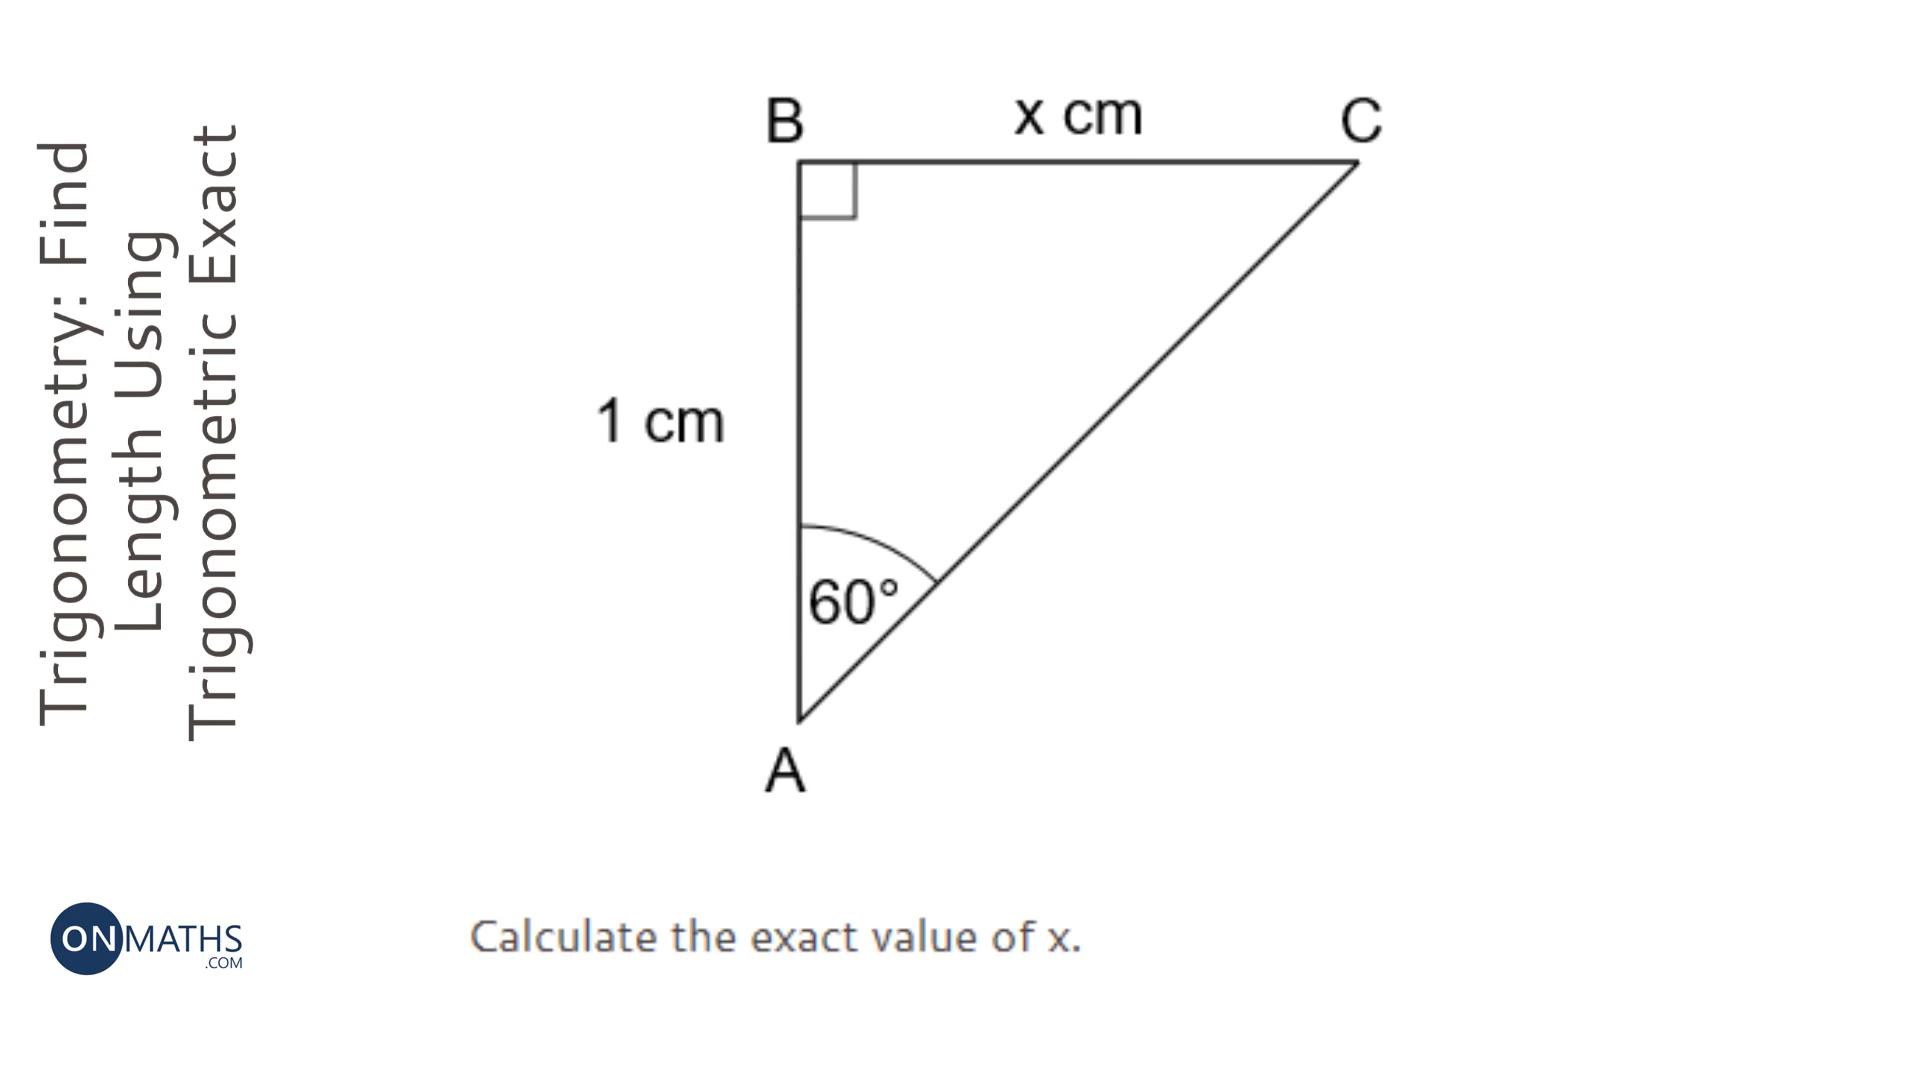 Trigonometry: Find
Length Using
Trigonometric Exact
B
x cm
C
1 cm
60°
A
ONMATHS
.COM
Calculate the exact value of x.